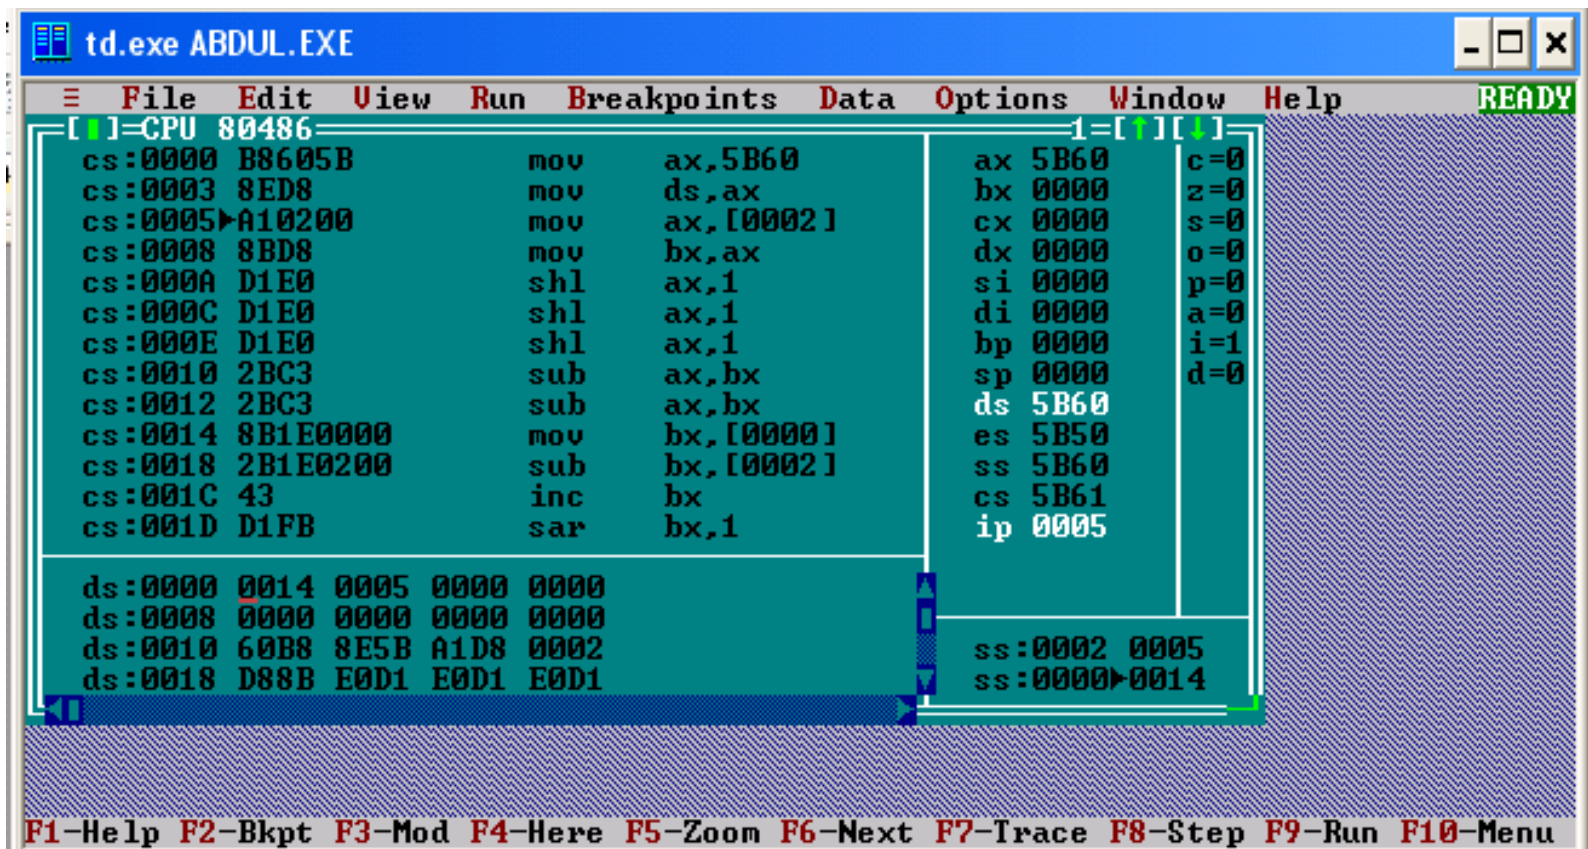 td.exe ABDUL.EXE
≡ File Edit View Run Breakpoints Data Options Window Help READY
[■]=CPU 80486 1=[↑][↓]
cs:0000 B8605B mov ax,5B60 ax 5B60 c=0
cs:0003 8ED8 mov ds,ax bx 0000 z=0
cs:0005►A10200 mov ax,[0002] cx 0000 s=0
cs:0008 8BD8 mov bx,ax dx 0000 o=0
cs:000A D1E0 shl ax,1 si 0000 p=0
cs:000C D1E0 shl ax,1 di 0000 a=0
cs:000E D1E0 shl ax,1 bp 0000 i=1
cs:0010 2BC3 sub ax,bx sp 0000 d=0
cs:0012 2BC3 sub ax,bx ds 5B60
cs:0014 8B1E0000 mov bx,[0000] es 5B50
cs:0018 2B1E0200 sub bx,[0002] ss 5B60
cs:001C 43 inc bx cs 5B61
cs:001D D1FB sar bx,1 ip 0005
ds:0000 0014 0005 0000 0000
ds:0008 0000 0000 0000 0000
ds:0010 60B8 8E5B A1D8 0002 ss:0002 0005
ds:0018 D88B E0D1 E0D1 E0D1 ss:0000►0014
F1-Help F2-Bkpt F3-Mod F4-Here F5-Zoom F6-Next F7-Trace F8-Step F9-Run F10-Menu